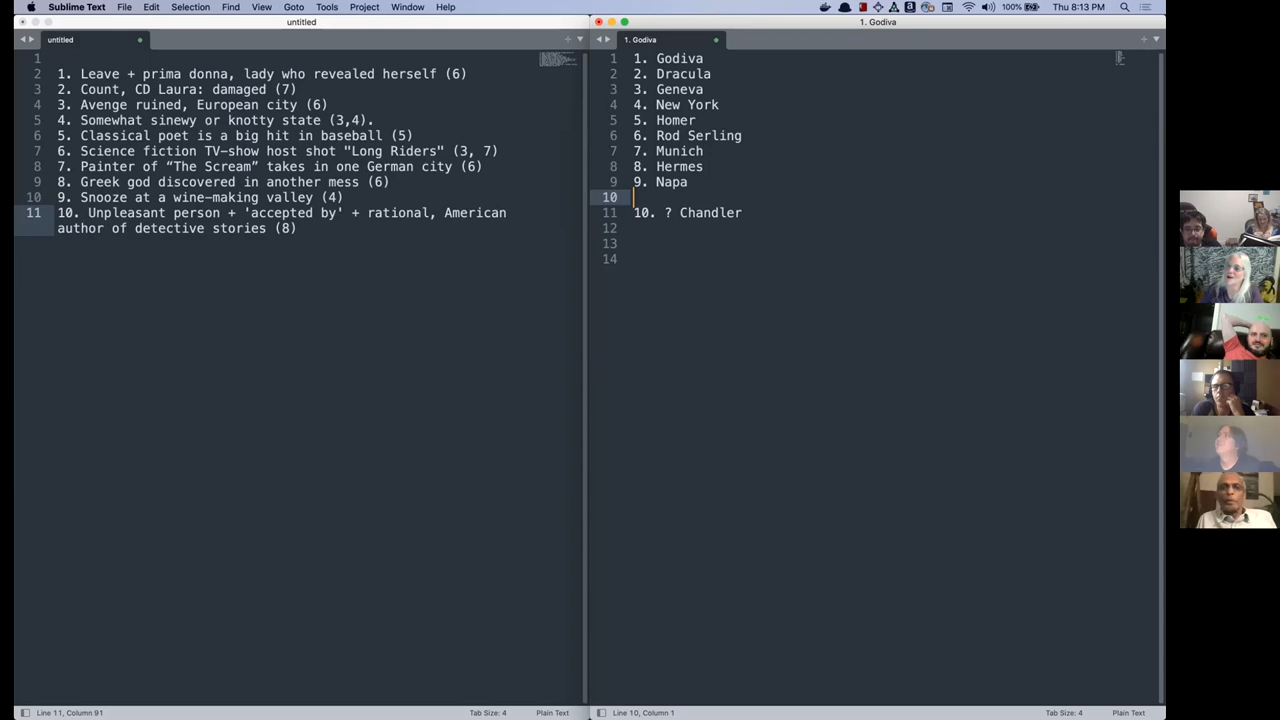 Sublime Text File Edit Selection Find View Goto Tools Project Window Help 100% Thu 8:13 PM
untitled
untitled
1
2 1. Leave + prima donna, lady who revealed herself (6)
3 2. Count, CD Laura: damaged (7)
4 3. Avenge ruined, European city (6)
5 4. Somewhat sinewy or knotty state (3,4).
6 5. Classical poet is a big hit in baseball (5)
7 6. Science fiction TV-show host shot "Long Riders" (3, 7)
8 7. Painter of “The Scream” takes in one German city (6)
9 8. Greek god discovered in another mess (6)
10 9. Snooze at a wine-making valley (4)
11 10. Unpleasant person + 'accepted by' + rational, American
author of detective stories (8)
Line 11, Column 91 Tab Size: 4 Plain Text
1. Godiva
1. Godiva
1 1. Godiva
2 2. Dracula
3 3. Geneva
4 4. New York
5 5. Homer
6 6. Rod Serling
7 7. Munich
8 8. Hermes
9 9. Napa
10
11 10. ? Chandler
12
13
14
Line 10, Column 1 Tab Size: 4 Plain Text